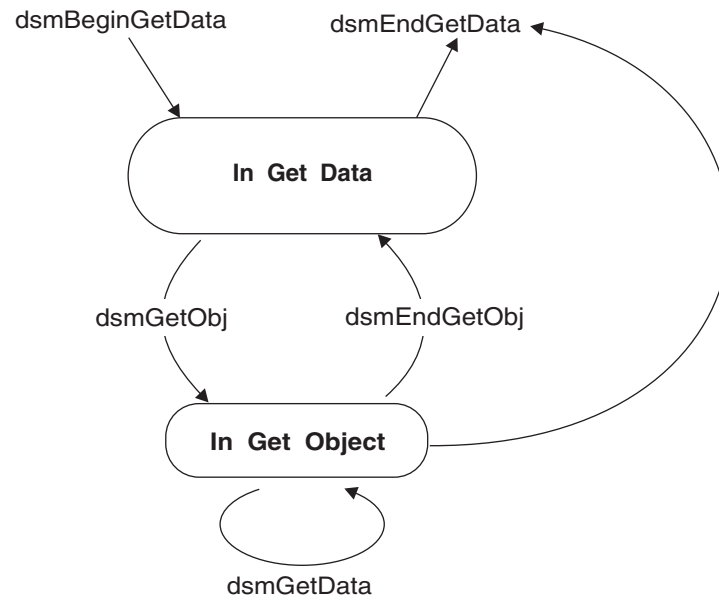 dsmBeginGetData
dsmEndGetData
In Get Data
dsmGetObj
dsmEndGetObj
In Get Object
dsmGetData